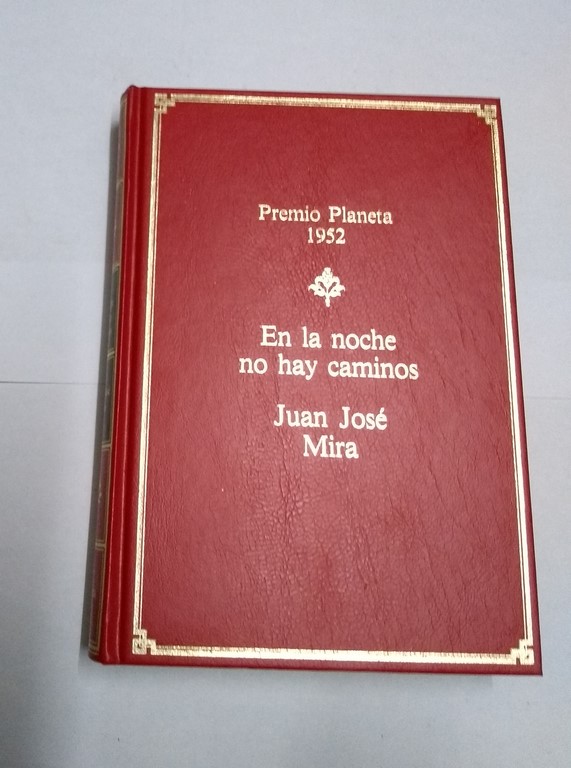 Premio Planeta
1952
En la noche
no hay caminos
Juan José
Mira